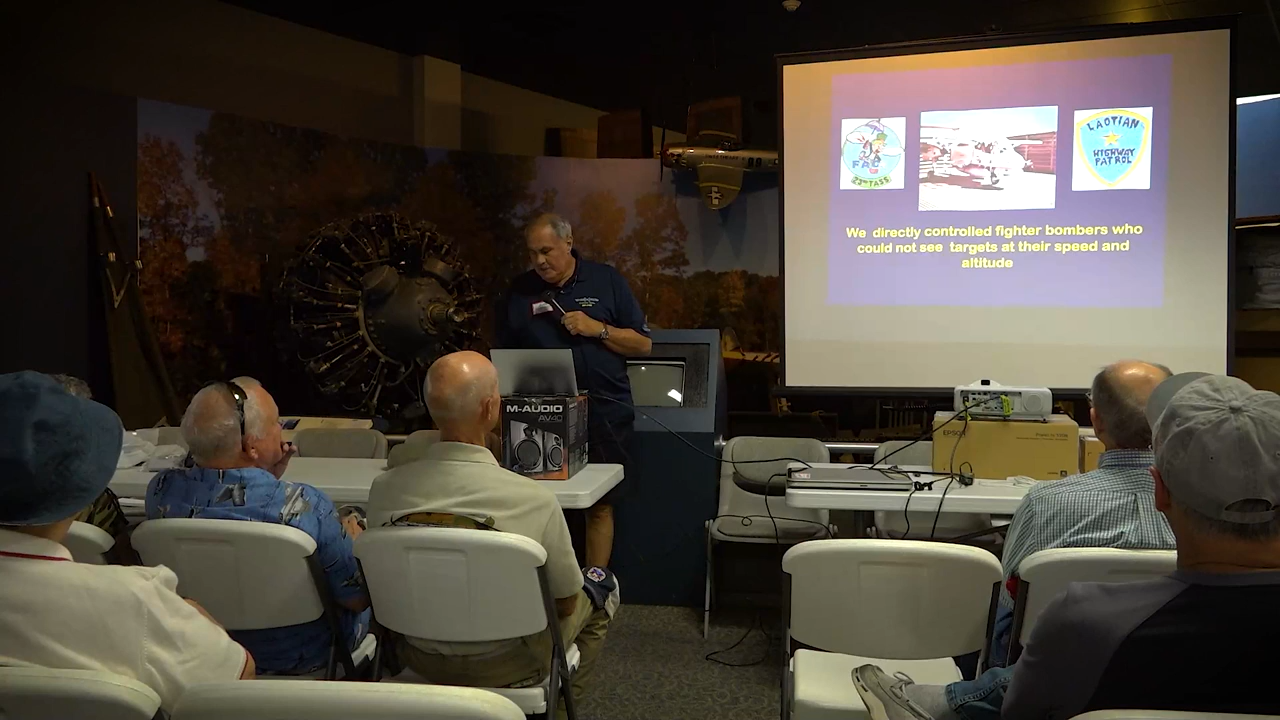 FAC
23rd TASS
LAOTIAN
HIGHWAY
PATROL
We directly controlled fighter bombers who
could not see targets at their speed and
altitude
M-AUDIO
AV40
EPSON